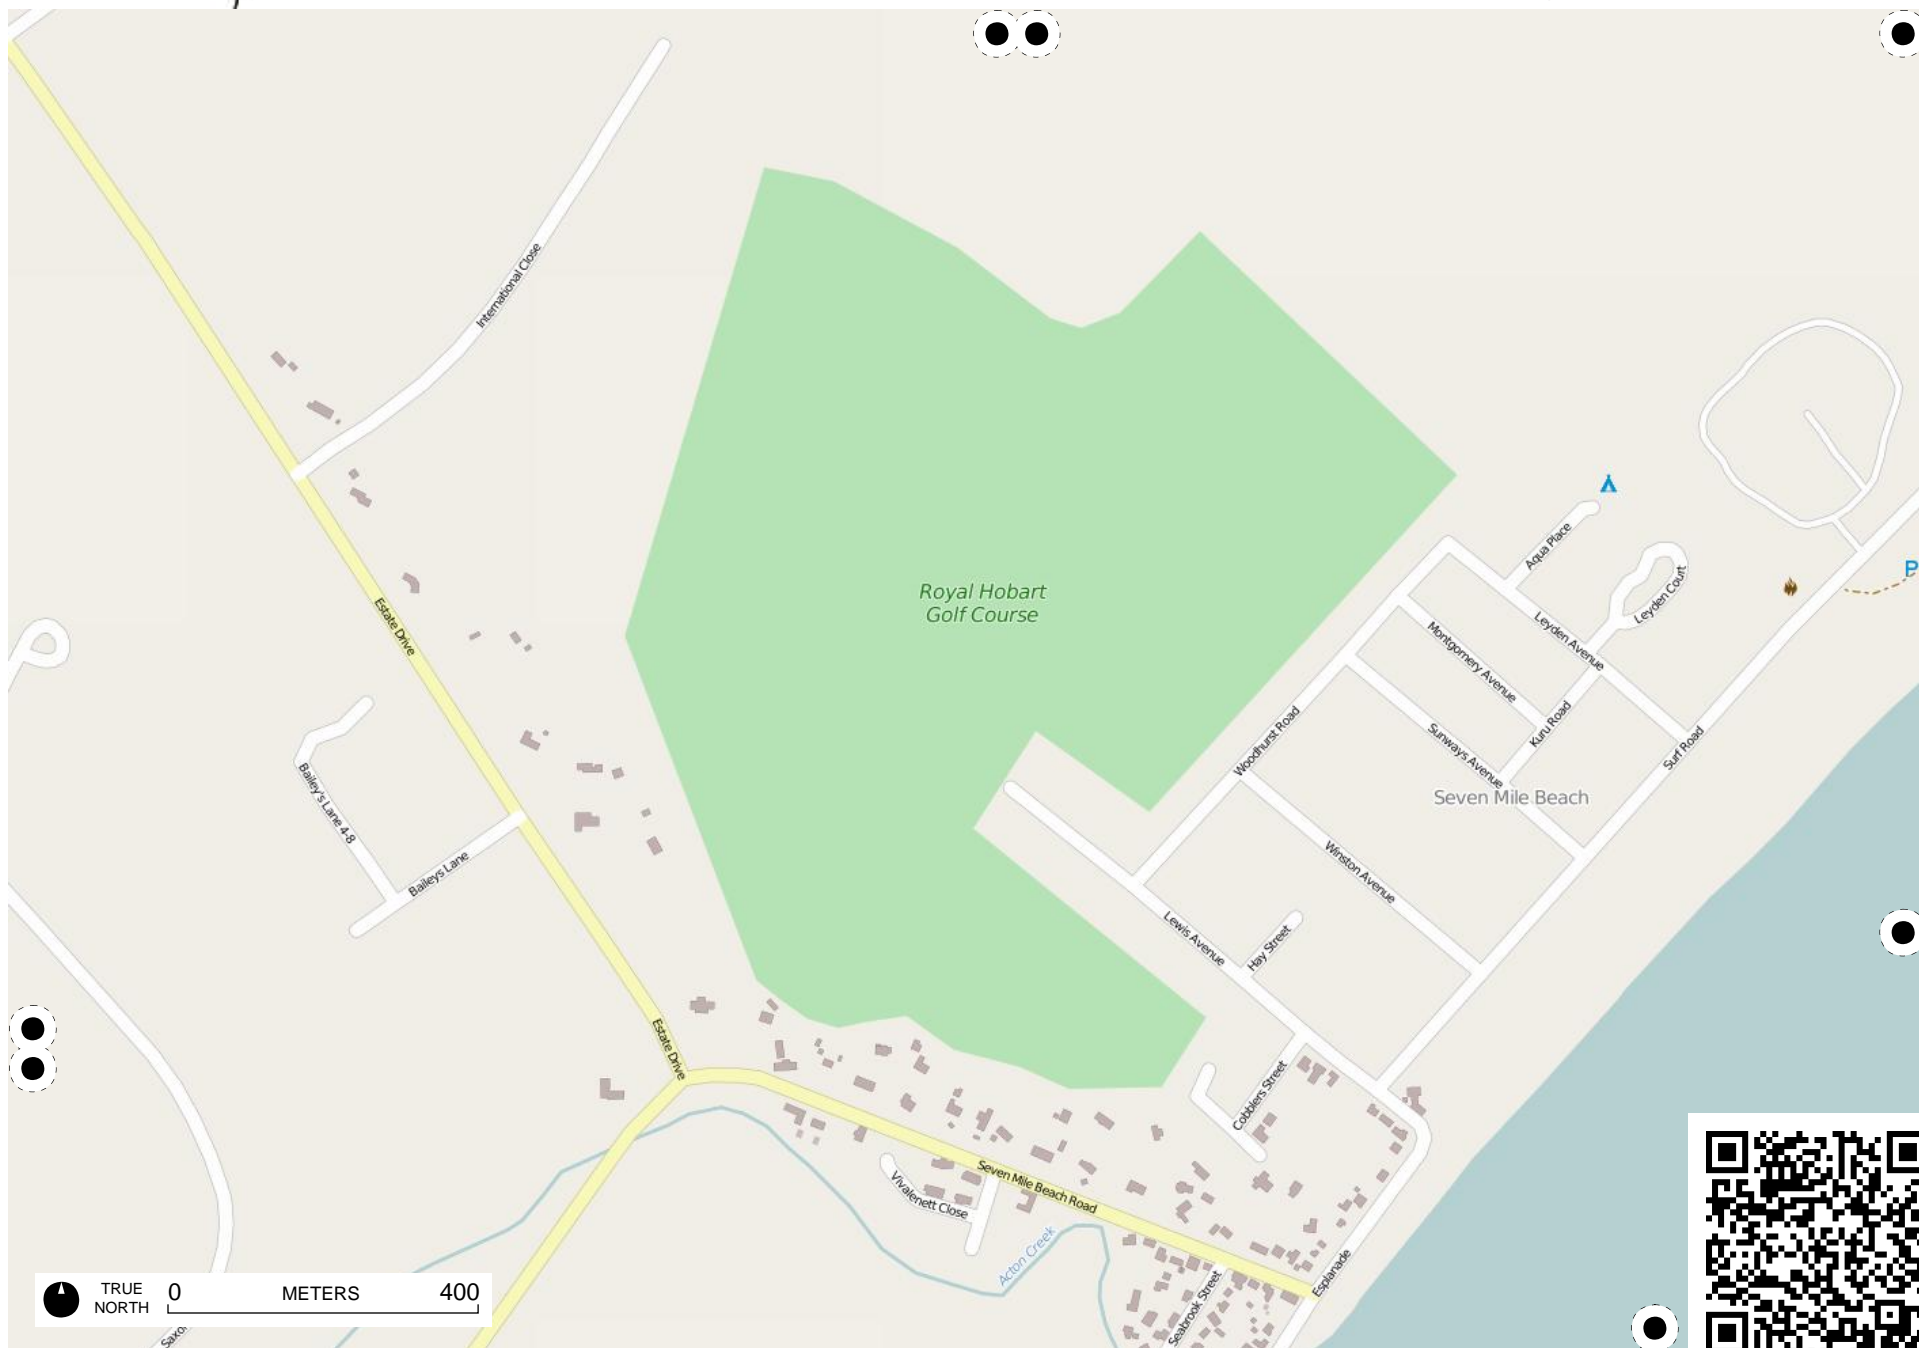 International Close
Estate Drive
Royal Hobart
Golf Course
Aqua Place
Leyden Court
Leyden Avenue
Montgomery Avenue
Kuru Road
Sunways Avenue
Woodhurst Road
Surf Road
P
Seven Mile Beach
Bailey's Lane 4-8
Baileys Lane
Winston Avenue
Lewis Avenue
Hay Street
Estate Drive
Cobblers Street
Vivalenett Close
Seven Mile Beach Road
Acton Creek
Esplanade
Seabrook Street
TRUE
NORTH
0 METERS 400